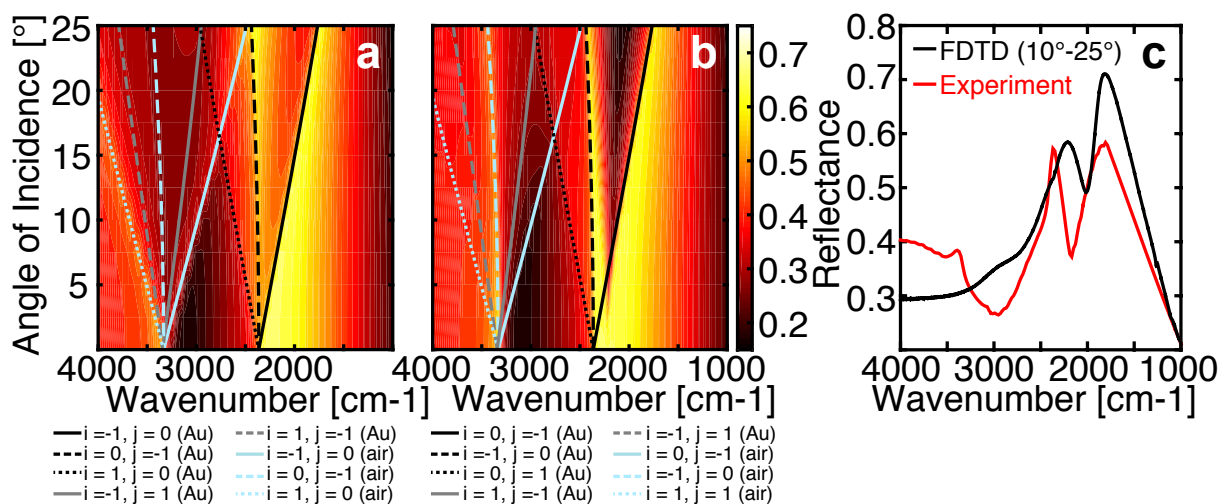 a
b
c
Angle of Incidence [°]
25
20
15
10
5
4000 3000 2000
Wavenumber [cm-1]
4000 3000 2000
Wavenumber [cm-1]
0.7
0.6
0.5
0.4
0.3
0.2
Reflectance
0.8
0.7
0.6
0.5
0.4
0.3
FDTD (10°-25°)
Experiment
4000 3000 2000 1000
Wavenumber [cm-1]
i =-1, j = 0 (Au)
i = 0, j =-1 (Au)
i = 1, j = 0 (Au)
i =-1, j = 1 (Au)
i = 1, j =-1 (Au)
i =-1, j = 0 (air)
i = 0, j =-1 (air)
i = 1, j = 0 (air)
i = 0, j =-1 (Au)
i =-1, j = 0 (Au)
i = 0, j = 1 (Au)
i = 1, j =-1 (Au)
i =-1, j = 1 (Au)
i = 0, j =-1 (air)
i =-1, j = 0 (air)
i = 1, j = 1 (air)